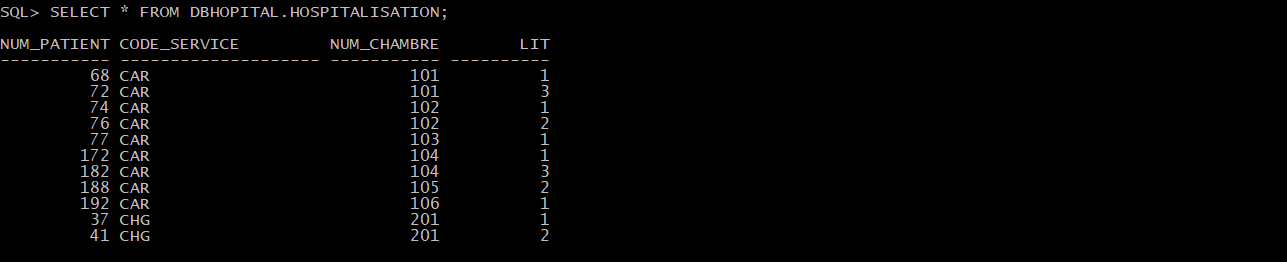 SQL> SELECT * FROM DBHOPITAL.HOSPITALISATION;
NUM_PATIENT CODE_SERVICE         NUM_CHAMBRE        LIT
----------- -------------------- ----------- ----------
         68 CAR                          101          1
         72 CAR                          101          3
         74 CAR                          102          1
         76 CAR                          102          2
         77 CAR                          103          1
        172 CAR                          104          1
        182 CAR                          104          3
        188 CAR                          105          2
        192 CAR                          106          1
         37 CHG                          201          1
         41 CHG                          201          2